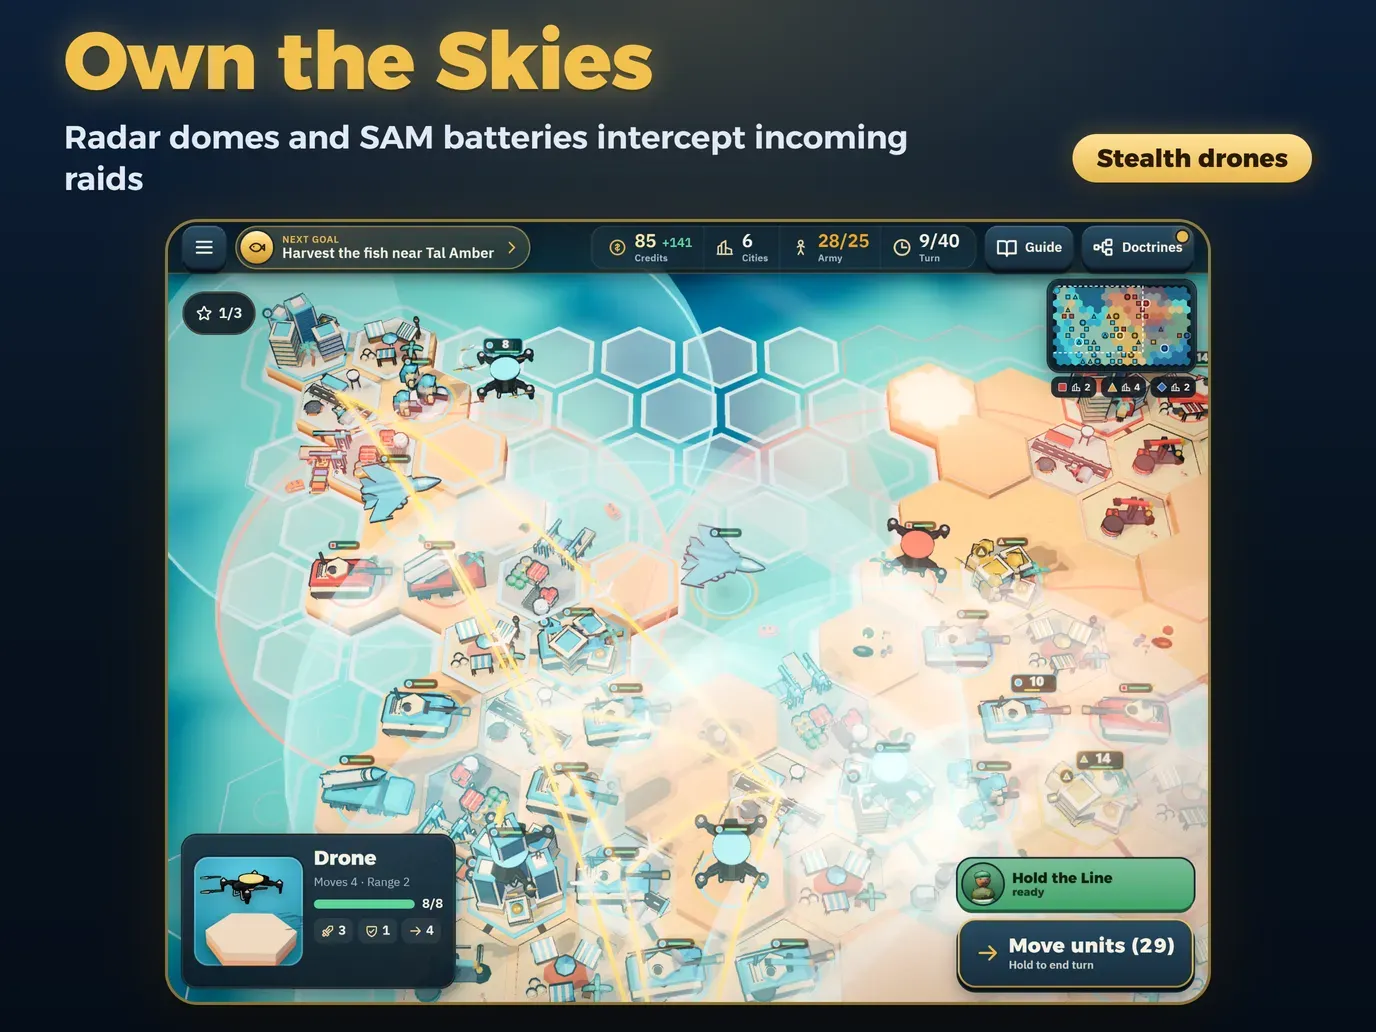 Own the Skies
Radar domes and SAM batteries intercept incoming
raids
Stealth drones
NEXT GOAL
Harvest the fish near Tal Amber
85 +141
Credits
6
Cities
28/25
Army
9/40
Turn
Guide
Doctrines
1/3
8
14
2
4
2
10
14
Drone
Moves 4 · Range 2
8/8
3
1
4
Hold the Line
ready
Move units (29)
Hold to end turn